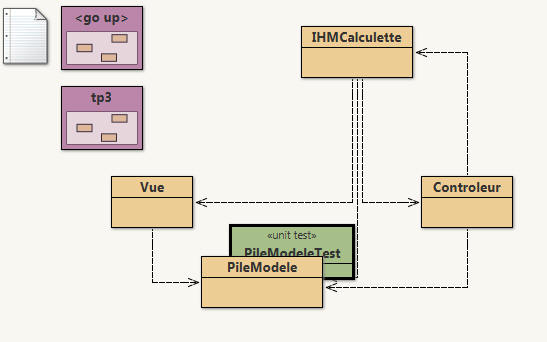 <go up>
IHMCalculette
tp3
Vue
Controleur
«unit test»
PileModeleTest
PileModele